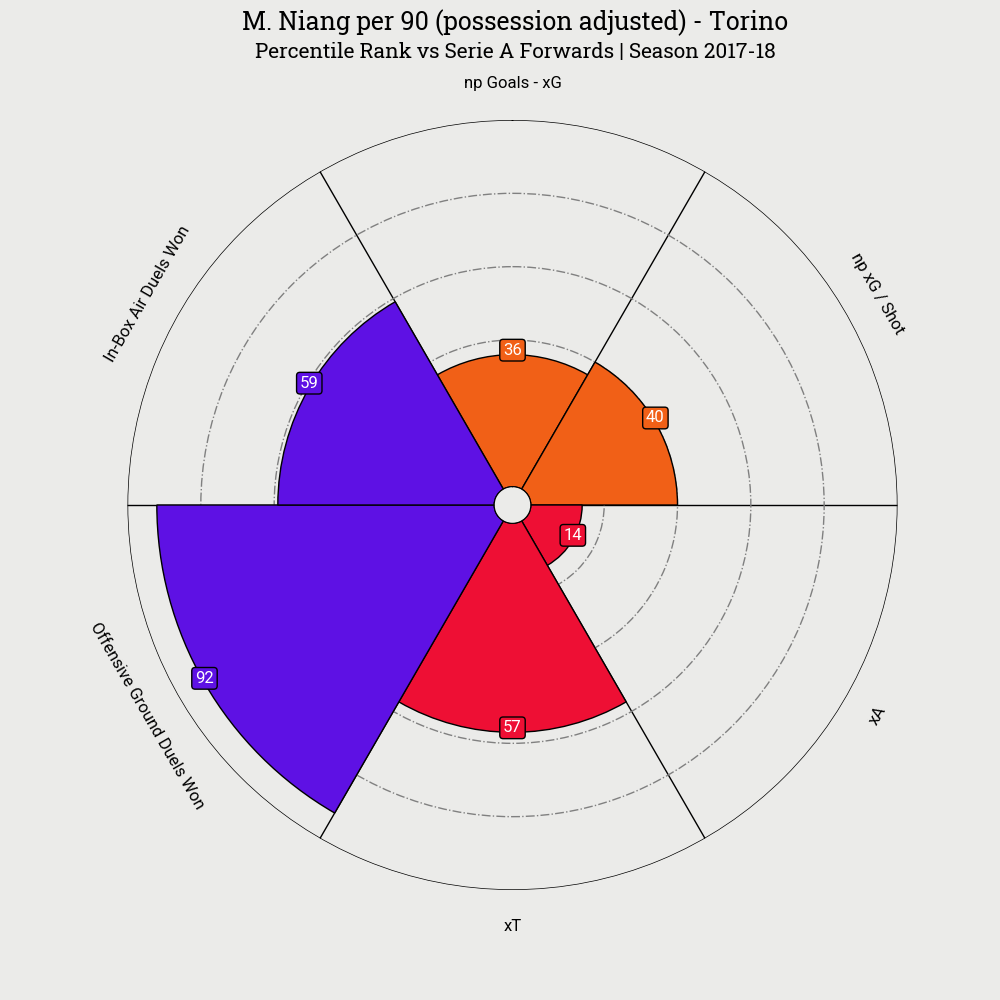 M. Niang per 90 (possession adjusted) - Torino
Percentile Rank vs Serie A Forwards | Season 2017-18
np Goals - xG
np xG / Shot
In-Box Air Duels Won
36
59
40
14
92
57
Offensive Ground Duels Won
xA
xT